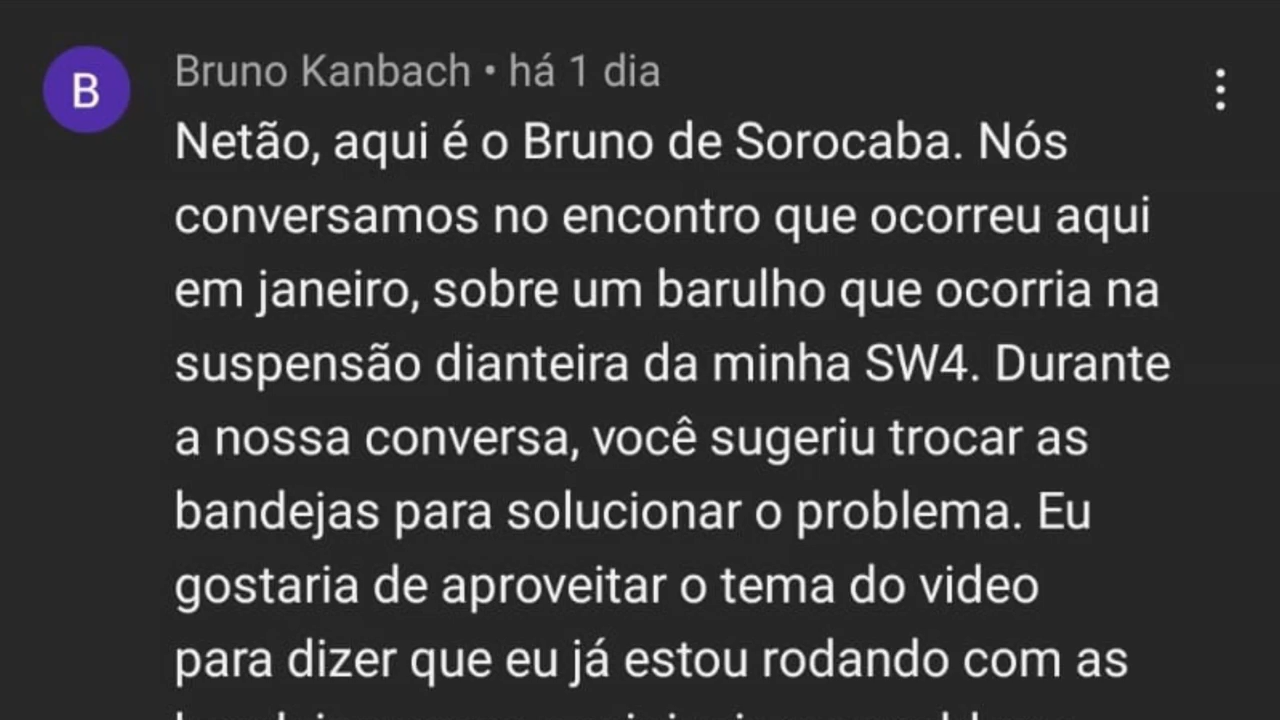 B
Bruno Kanbach • há 1 dia
Netão, aqui é o Bruno de Sorocaba. Nós
conversamos no encontro que ocorreu aqui
em janeiro, sobre um barulho que ocorria na
suspensão dianteira da minha SW4. Durante
a nossa conversa, você sugeriu trocar as
bandejas para solucionar o problema. Eu
gostaria de aproveitar o tema do video
para dizer que eu já estou rodando com as